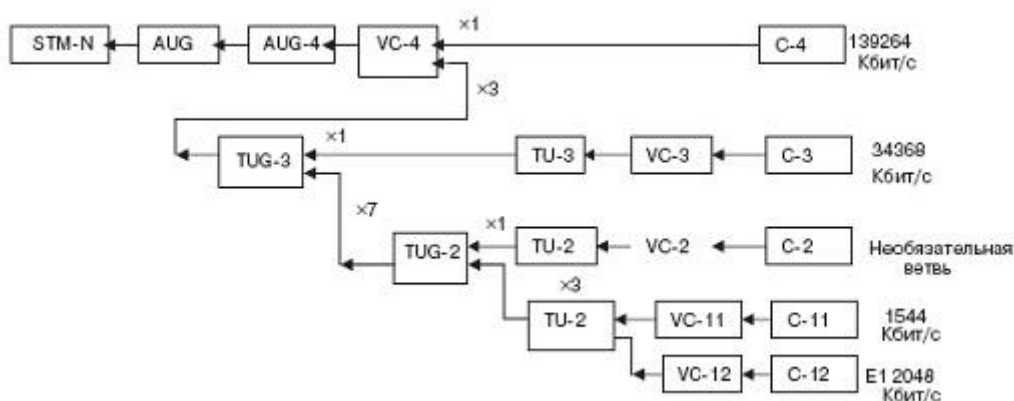 ×1
STM-N AUG AUG-4 VC-4 C-4 139264
Кбит/с
×3
×1
TUG-3 TU-3 VC-3 C-3 34368
Кбит/с
×7
×1
TUG-2 TU-2 VC-2 C-2 Необязательная
ветвь
×3
TU-2 VC-11 C-11 1544
Кбит/с
VC-12 C-12 E1 2048
Кбит/с